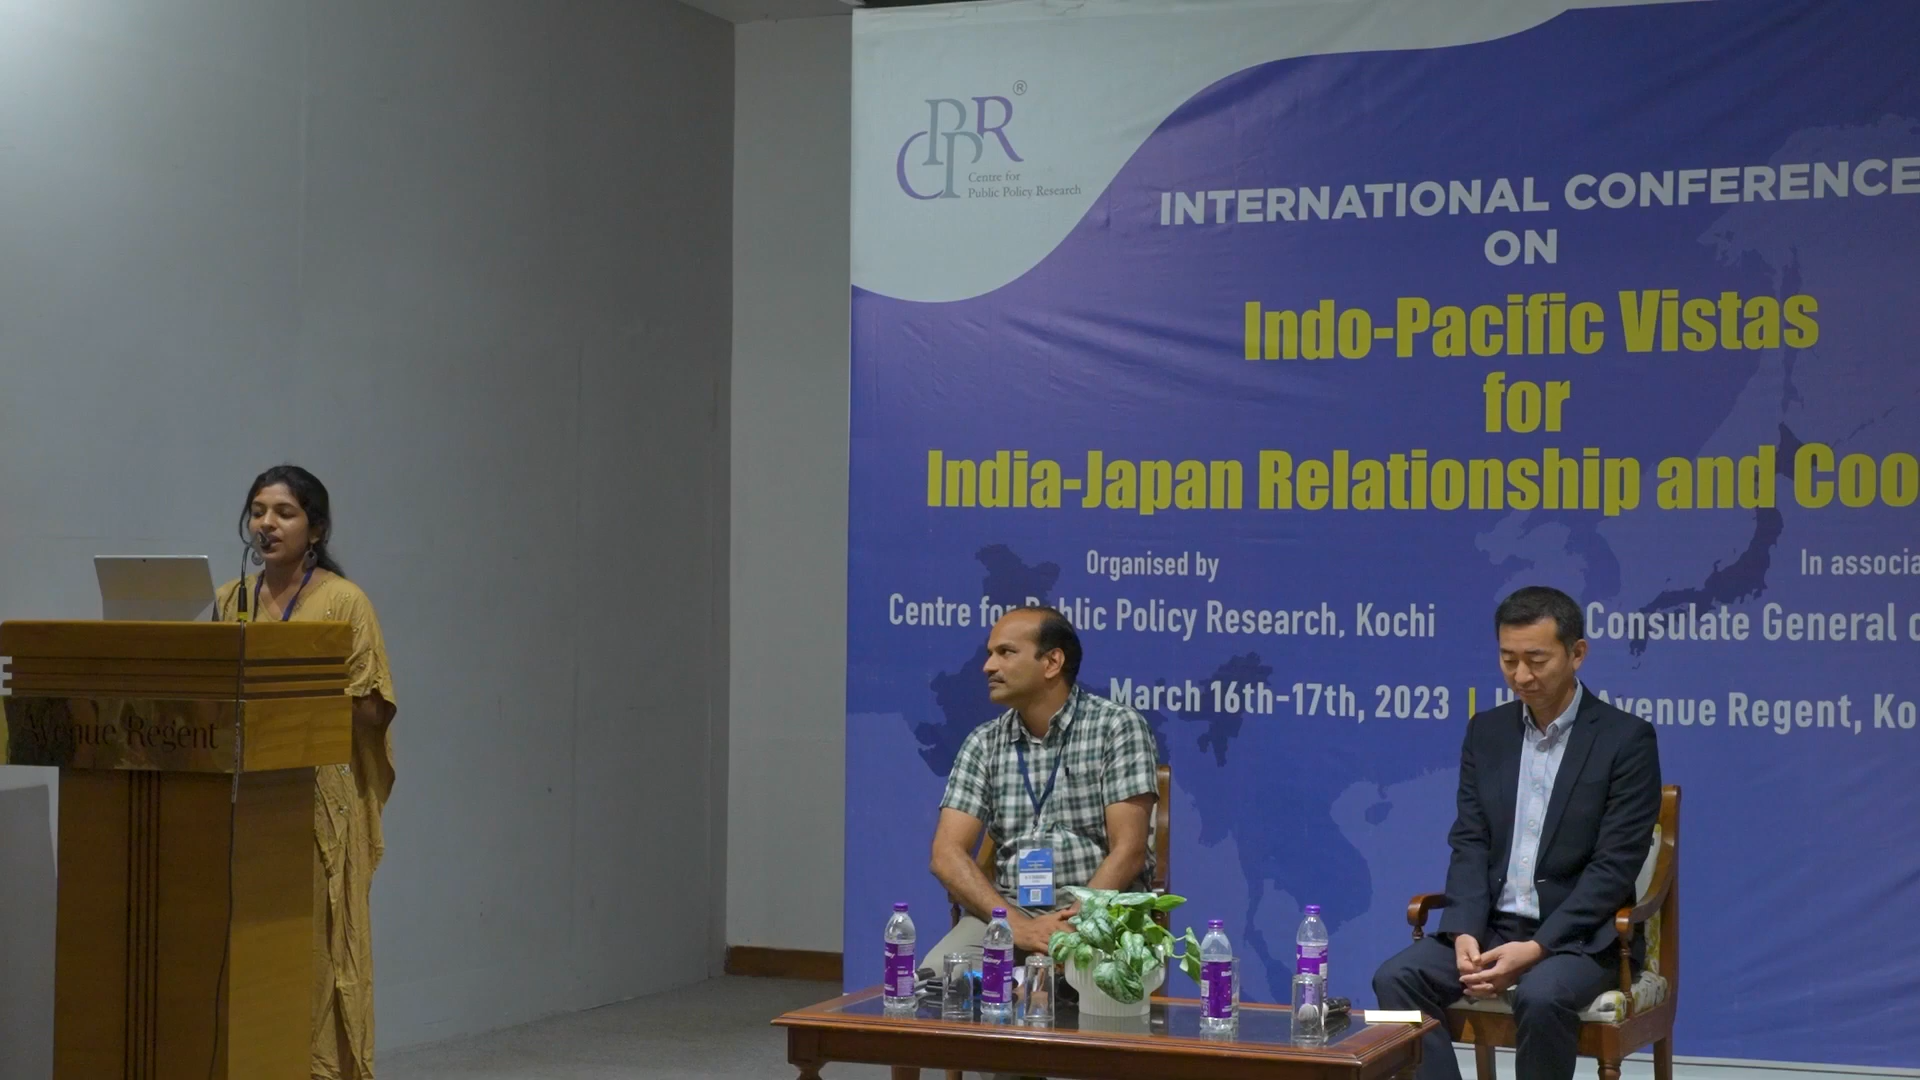 CPPR®
Centre for
Public Policy Research
INTERNATIONAL CONFERENCE
ON
Indo-Pacific Vistas
for
India-Japan Relationship and Coo
Organised by
Centre for Public Policy Research, Kochi
In associa
Consulate General o
March 16th-17th, 2023 |
Avenue Regent, Ko
Avenue Regent